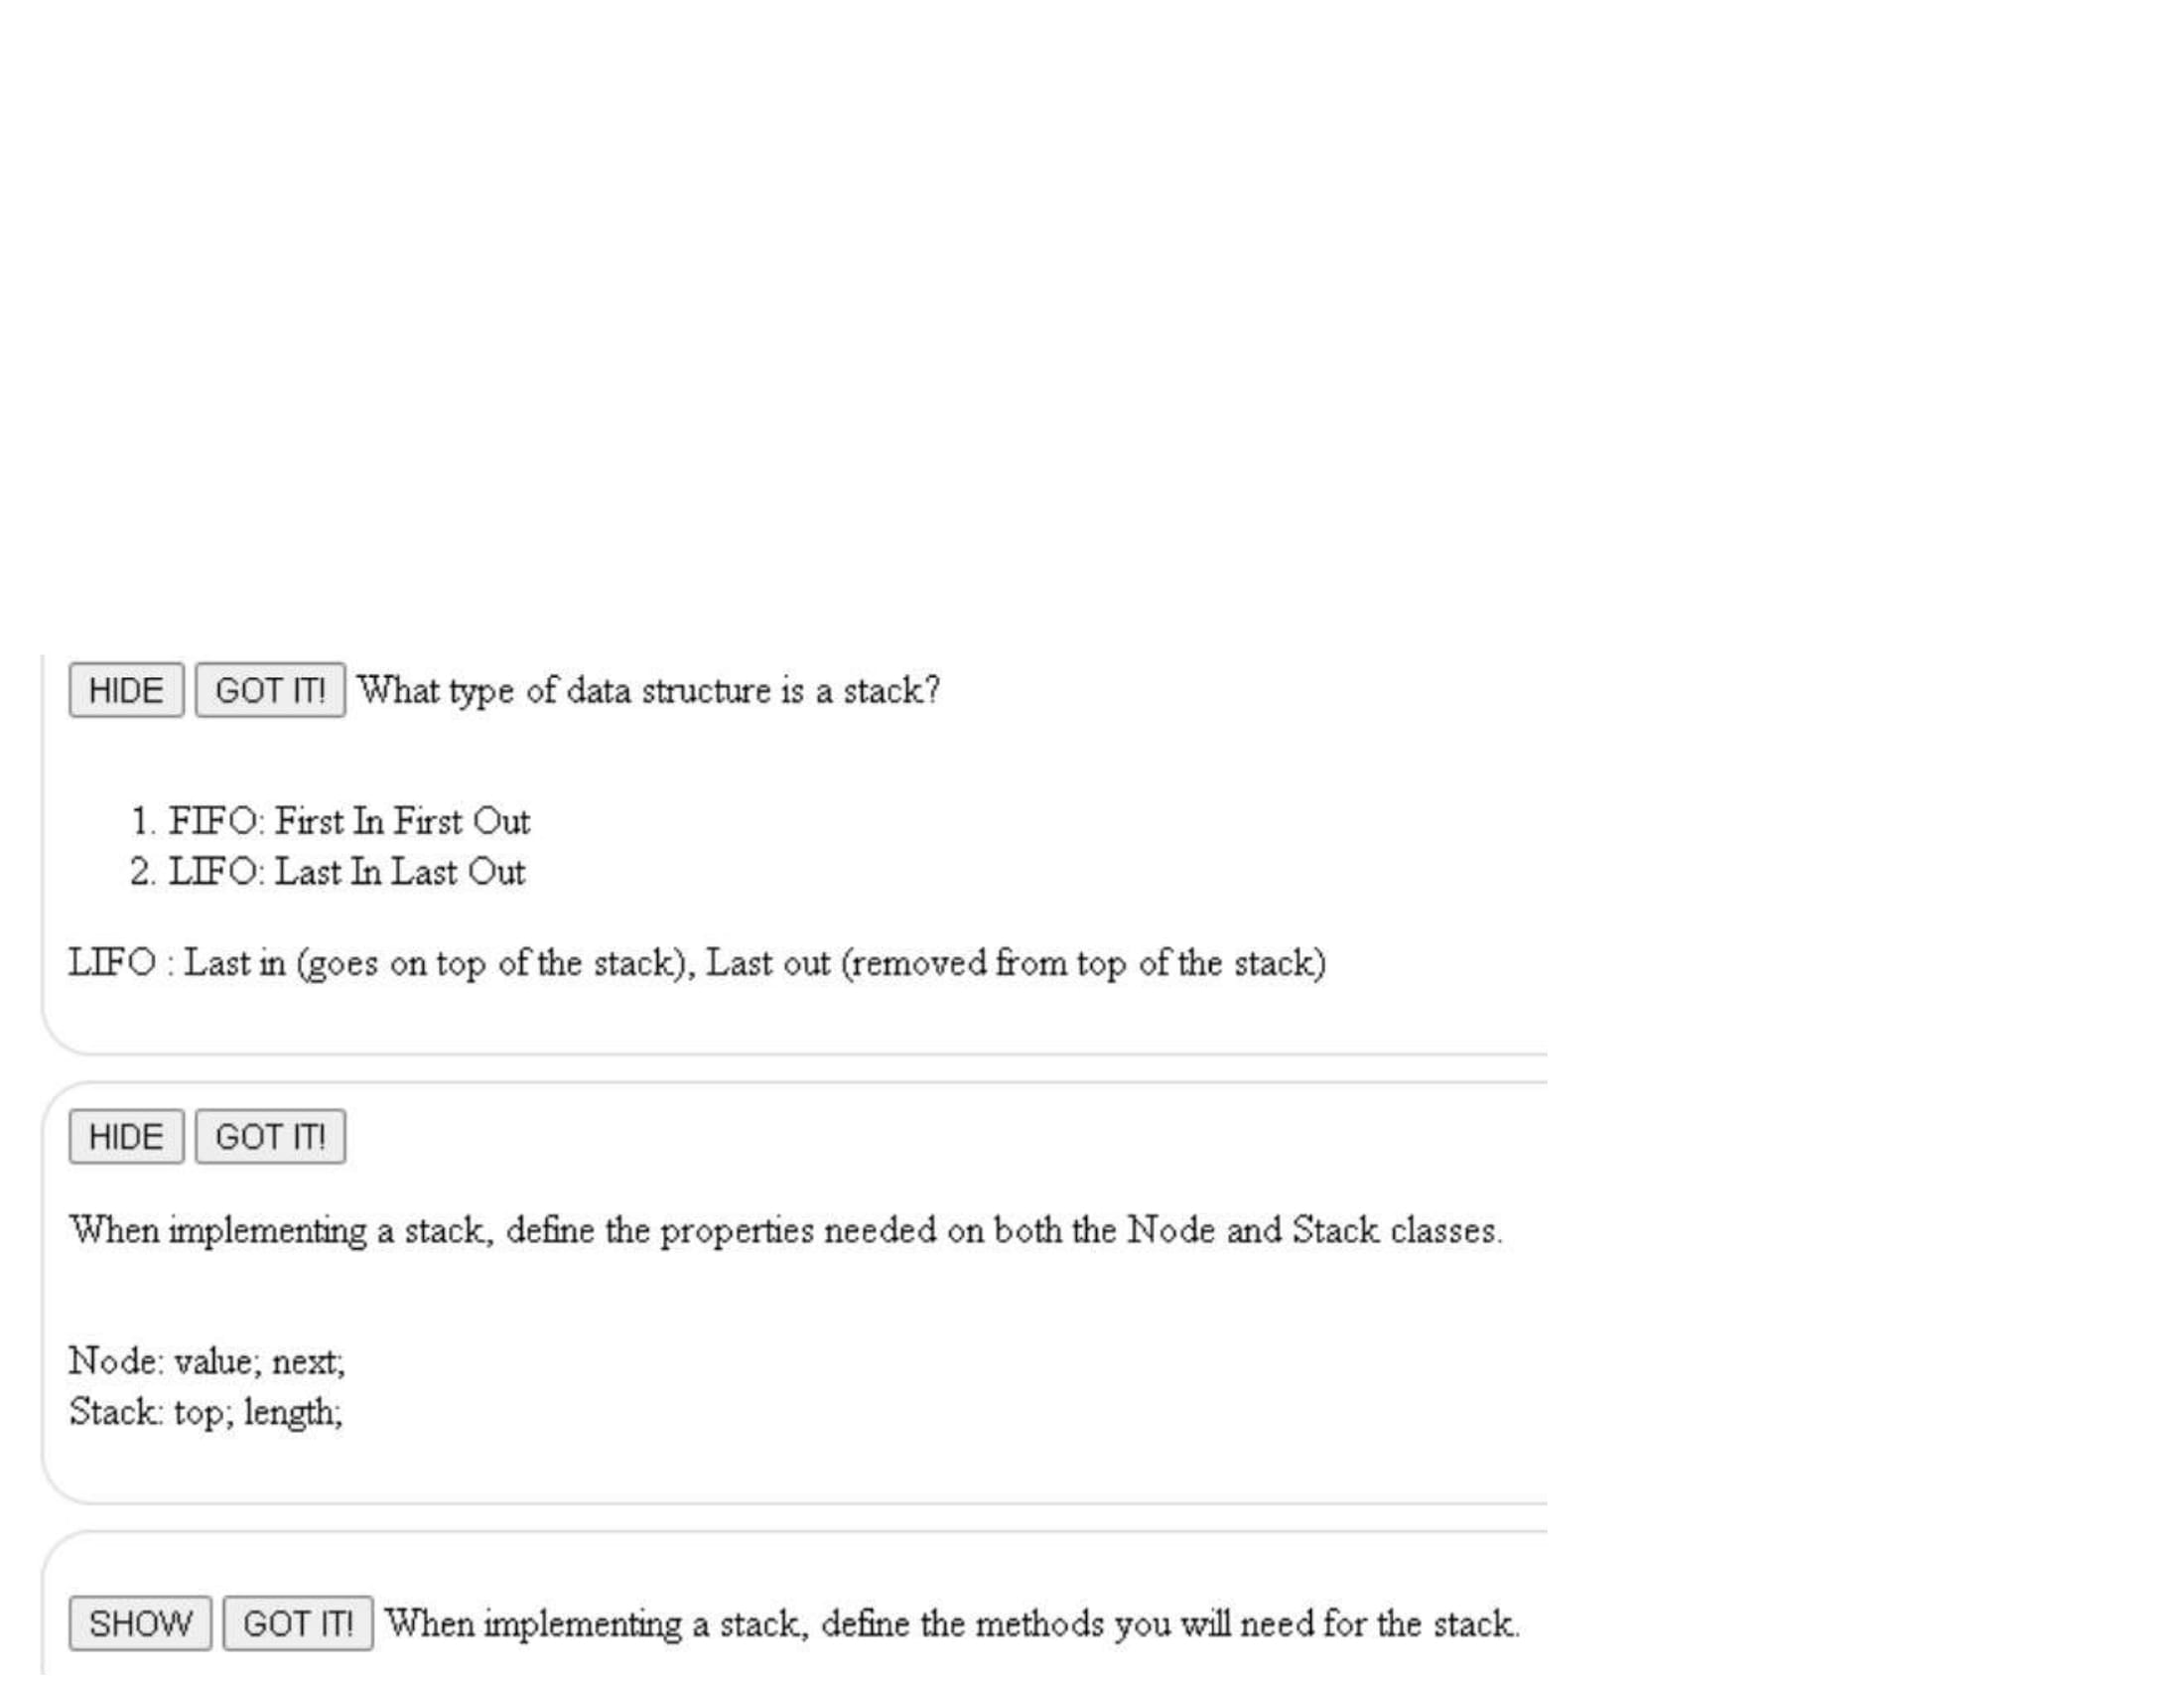 HIDE GOT IT! What type of data structure is a stack?
1. FIFO: First In First Out
2. LIFO: Last In Last Out
LIFO : Last in (goes on top of the stack), Last out (removed from top of the stack)
HIDE GOT IT!
When implementing a stack, define the properties needed on both the Node and Stack classes.
Node: value; next;
Stack: top; length;
SHOW GOT IT! When implementing a stack, define the methods you will need for the stack.